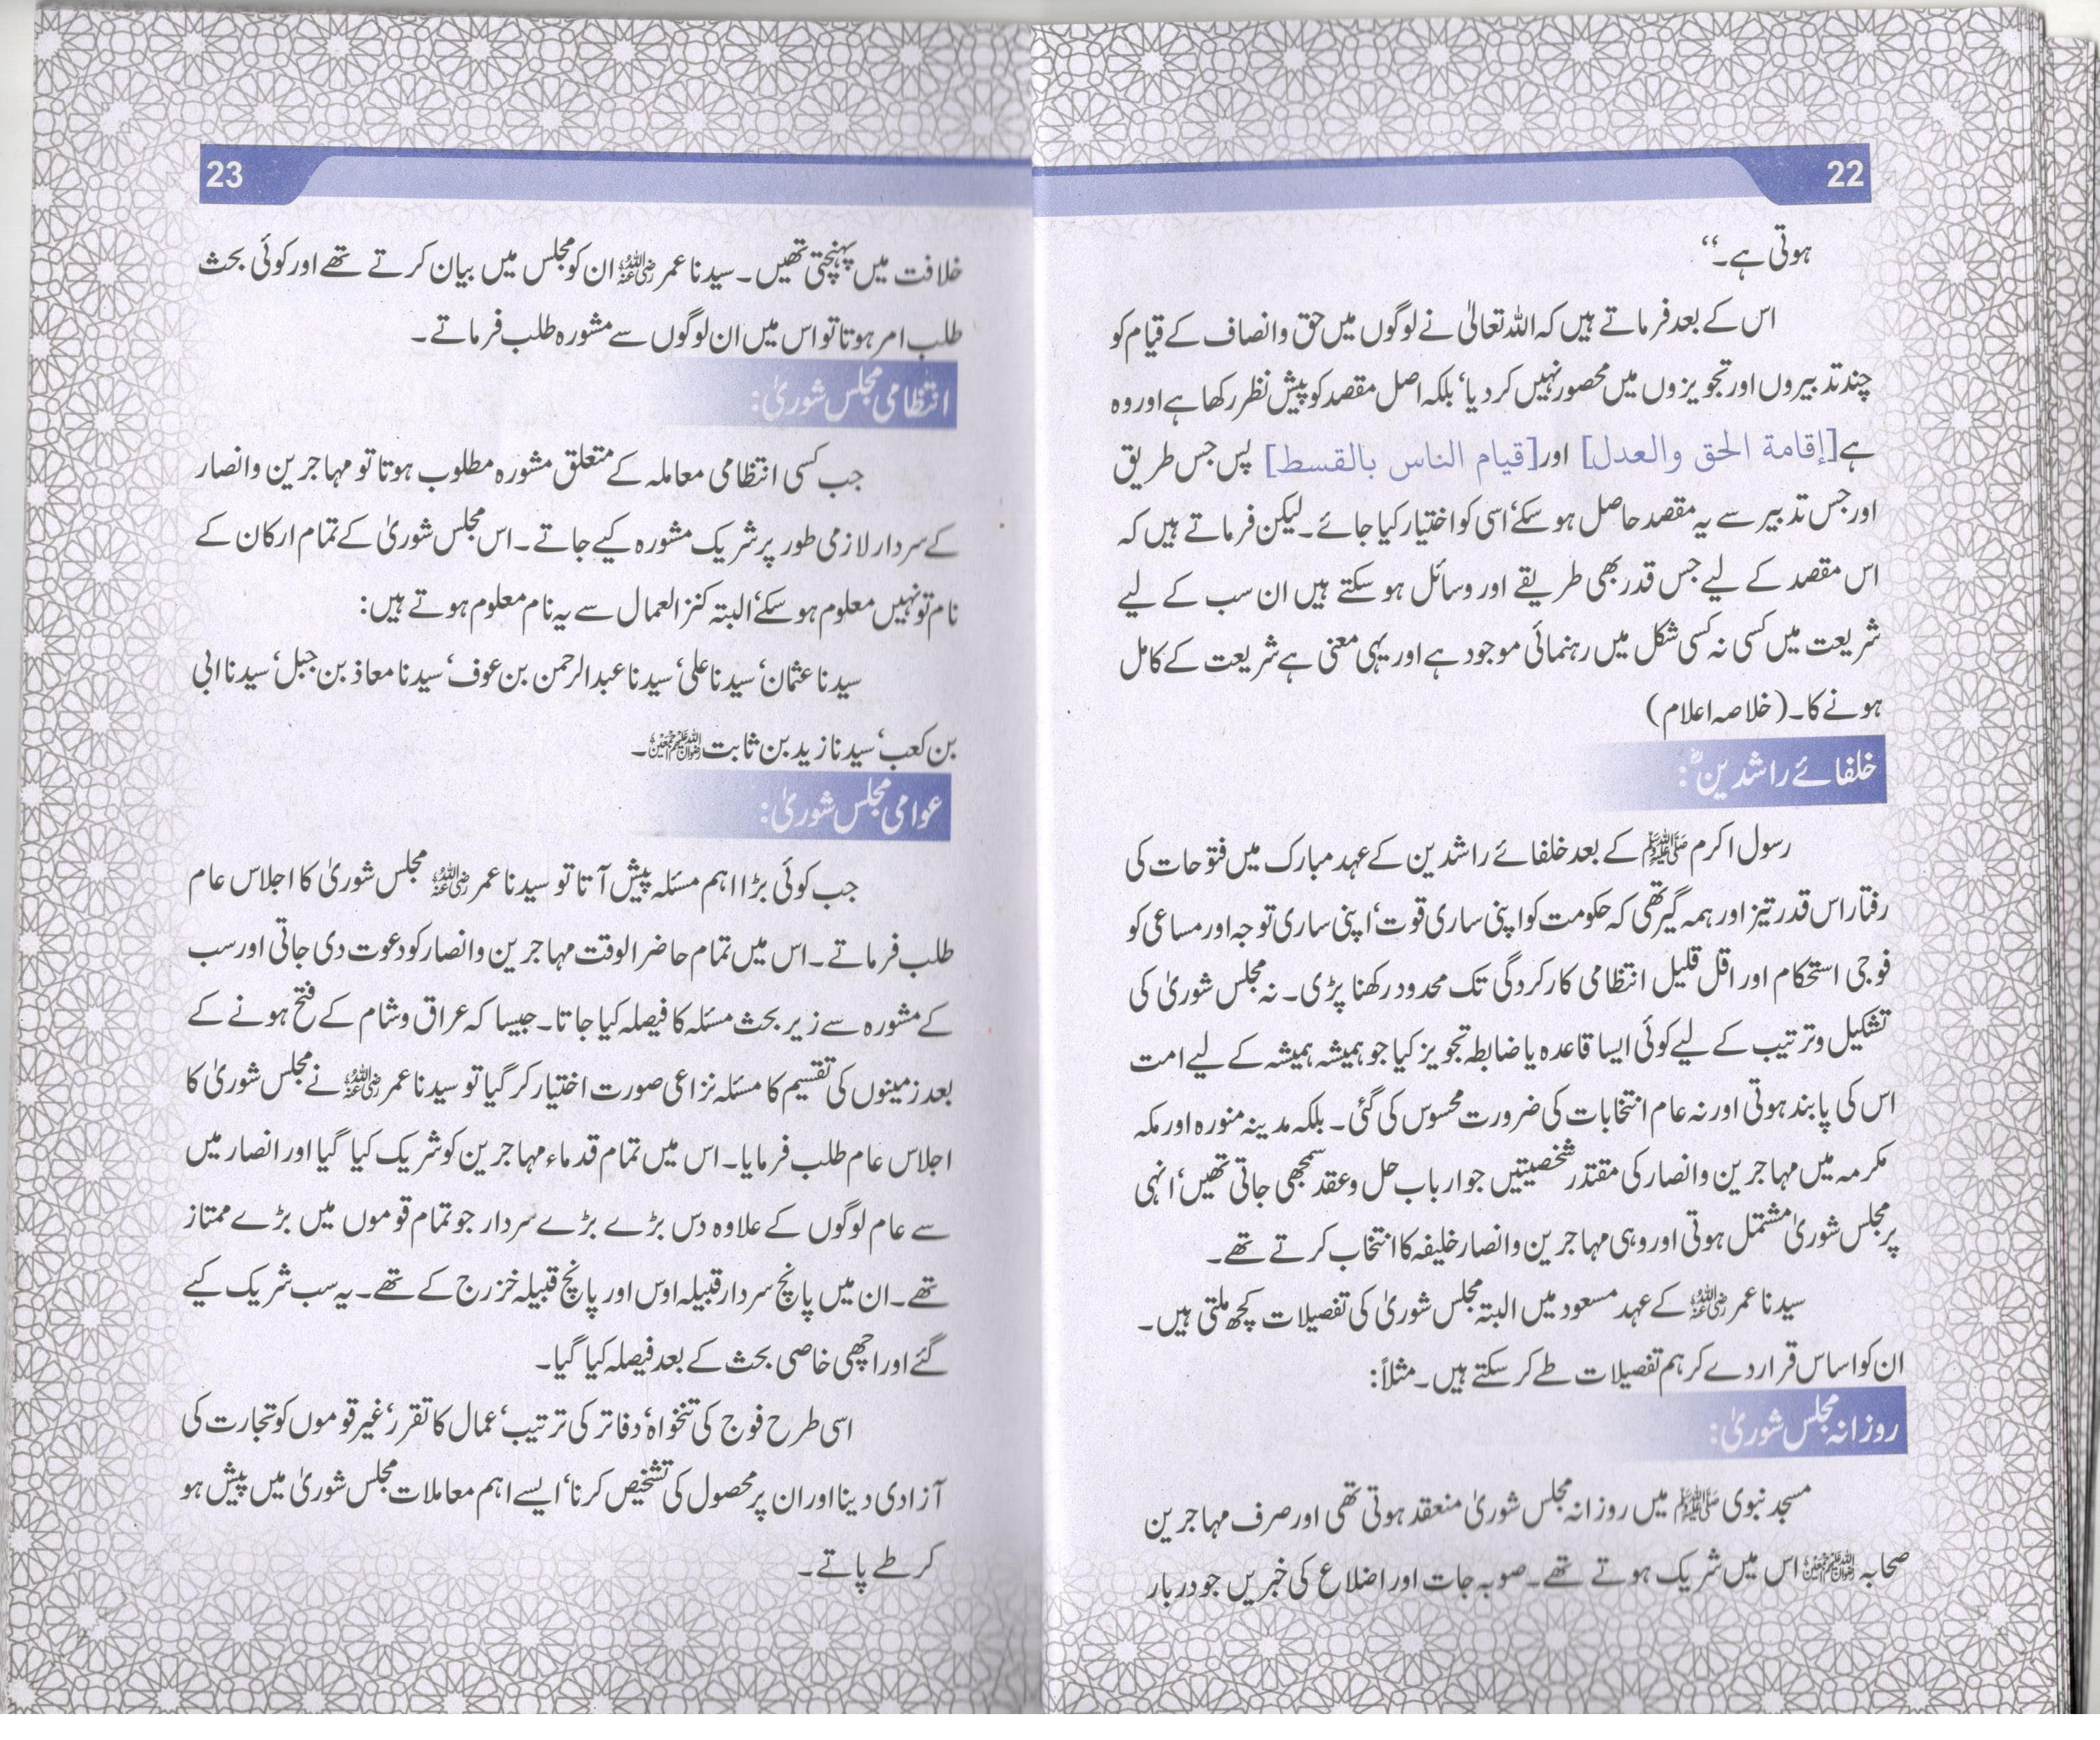 22
ہوتی ہے۔‘‘
اس کے بعد فرماتے ہیں کہ اللہ تعالیٰ نے لوگوں میں حق وانصاف کے قیام کو
چند تدبیروں اور تجویزوں میں محصور نہیں کر دیا‘ بلکہ اصل مقصد کو پیش نظر رکھا ہے اور وہ
ہے [إقامة الحق والعدل] اور [قيام الناس بالقسط] پس جس طریق
اور جس تدبیر سے یہ مقصد حاصل ہو سکے‘ اسی کو اختیار کیا جائے۔ لیکن فرماتے ہیں کہ
اس مقصد کے لیے جس قدر بھی طریقے اور وسائل ہو سکتے ہیں ان سب کے لیے
شریعت میں کسی نہ کسی شکل میں رہنمائی موجود ہے اور یہی معنی ہے شریعت کے کامل
ہونے کا۔ (خلاصہ اعلام)
خلفائے راشدینؓ:
رسول اکرم ﷺ کے بعد خلفائے راشدین کے عہد مبارک میں فتوحات کی
رفتار اس قدر تیز اور ہمہ گیر تھی کہ حکومت کو اپنی ساری قوت‘ اپنی ساری توجہ اور مساعی کو
فوجی استحکام اور اقل قلیل انتظامی کارکردگی تک محدود رکھنا پڑی۔ نہ مجلس شوریٰ کی
تشکیل وترتیب کے لیے کوئی ایسا قاعدہ یا ضابطہ تجویز کیا جو ہمیشہ ہمیشہ کے لیے امت
اس کی پابند ہوتی اور نہ عام انتخابات کی ضرورت محسوس کی گئی۔ بلکہ مدینہ منورہ اور مکہ
مکرمہ میں مہاجرین وانصار کی مقتدر شخصیتیں جو ارباب حل وعقد سمجھی جاتی تھیں‘ انہی
پر مجلس شوریٰ مشتمل ہوتی اور وہی مہاجرین وانصار خلیفہ کا انتخاب کرتے تھے۔
سیدنا عمر رضی اللہ عنہ کے عہد مسعود میں البتہ مجلس شوریٰ کی تفصیلات کچھ ملتی ہیں۔
ان کو اساس قرار دے کر ہم تفصیلات طے کر سکتے ہیں۔ مثلاً:
روزانہ مجلس شوریٰ:
مسجد نبوی ﷺ میں روزانہ مجلس شوریٰ منعقد ہوتی تھی اور صرف مہاجرین
صحابہ رضوان اللہ علیہم اجمعین اس میں شریک ہوتے تھے۔ صوبہ جات اور اضلاع کی خبریں جو دربار
23
خلافت میں پہنچتی تھیں۔ سیدنا عمر رضی اللہ عنہ ان کو مجلس میں بیان کرتے تھے اور کوئی بحث
طلب امر ہوتا تو اس میں ان لوگوں سے مشورہ طلب فرماتے۔
انتظامی مجلس شوریٰ:
جب کسی انتظامی معاملہ کے متعلق مشورہ مطلوب ہوتا تو مہاجرین وانصار
کے سردار لازمی طور پر شریک مشورہ کیے جاتے۔ اس مجلس شوریٰ کے تمام ارکان کے
نام تو نہیں معلوم ہو سکے‘ البتہ کنز العمال سے یہ نام معلوم ہوتے ہیں:
سیدنا عثمان‘ سیدنا علی‘ سیدنا عبدالرحمن بن عوف‘ سیدنا معاذ بن جبل‘ سیدنا ابی
بن کعب‘ سیدنا زید بن ثابت رضوان اللہ علیہم اجمعین۔
عوامی مجلس شوریٰ:
جب کوئی بڑا اہم مسئلہ پیش آتا تو سیدنا عمر رضی اللہ عنہ مجلس شوریٰ کا اجلاس عام
طلب فرماتے۔ اس میں تمام حاضر الوقت مہاجرین وانصار کو دعوت دی جاتی اور سب
کے مشورہ سے زیر بحث مسئلہ کا فیصلہ کیا جاتا۔ جیسا کہ عراق وشام کے فتح ہونے کے
بعد زمینوں کی تقسیم کا مسئلہ نزاعی صورت اختیار کر گیا تو سیدنا عمر رضی اللہ عنہ نے مجلس شوریٰ کا
اجلاس عام طلب فرمایا۔ اس میں تمام قدماء مہاجرین کو شریک کیا گیا اور انصار میں
سے عام لوگوں کے علاوہ دس بڑے بڑے سردار جو تمام قوموں میں بڑے ممتاز
تھے۔ ان میں پانچ سردار قبیلہ اوس اور پانچ قبیلہ خزرج کے تھے۔ یہ سب شریک کیے
گئے اور اچھی خاصی بحث کے بعد فیصلہ کیا گیا۔
اسی طرح فوج کی تنخواہ‘ دفاتر کی ترتیب‘ عمال کا تقرر‘ غیر قوموں کو تجارت کی
آزادی دینا اور ان پر محصول کی تشخیص کرنا‘ ایسے اہم معاملات مجلس شوریٰ میں پیش ہو
کر طے پاتے۔